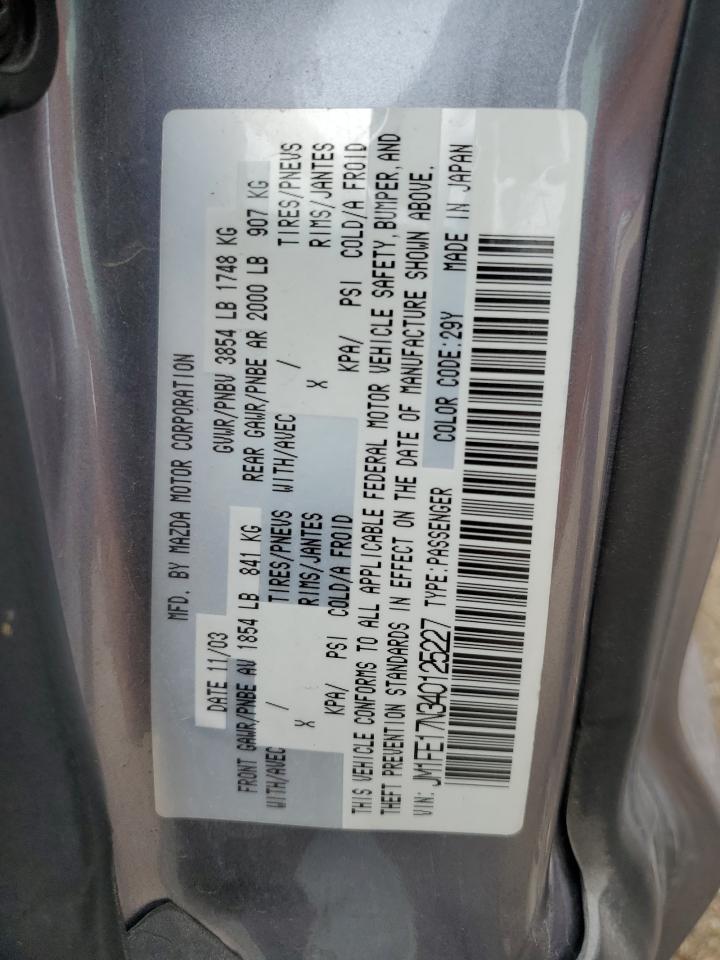 MFD. BY MAZDA MOTOR CORPORATION
DATE 11/03 GVWR/PNBV 3854 LB 1748 KG
FRONT GAWR/PNBE AV 1854 LB 841 KG REAR GAWR/PNBE AR 2000 LB 907 KG
WITH/AVEC / TIRES/PNEUS WITH/AVEC / TIRES/PNEUS
X RIMS/JANTES X RIMS/JANTES
KPA/ PSI COLD/A FROID KPA/ PSI COLD/A FROID
THIS VEHICLE CONFORMS TO ALL APPLICABLE FEDERAL MOTOR VEHICLE SAFETY, BUMPER, AND
THEFT PREVENTION STANDARDS IN EFFECT ON THE DATE OF MANUFACTURE SHOWN ABOVE.
VIN: JM1FE17N340125227 TYPE:PASSENGER COLOR CODE:29Y MADE IN JAPAN